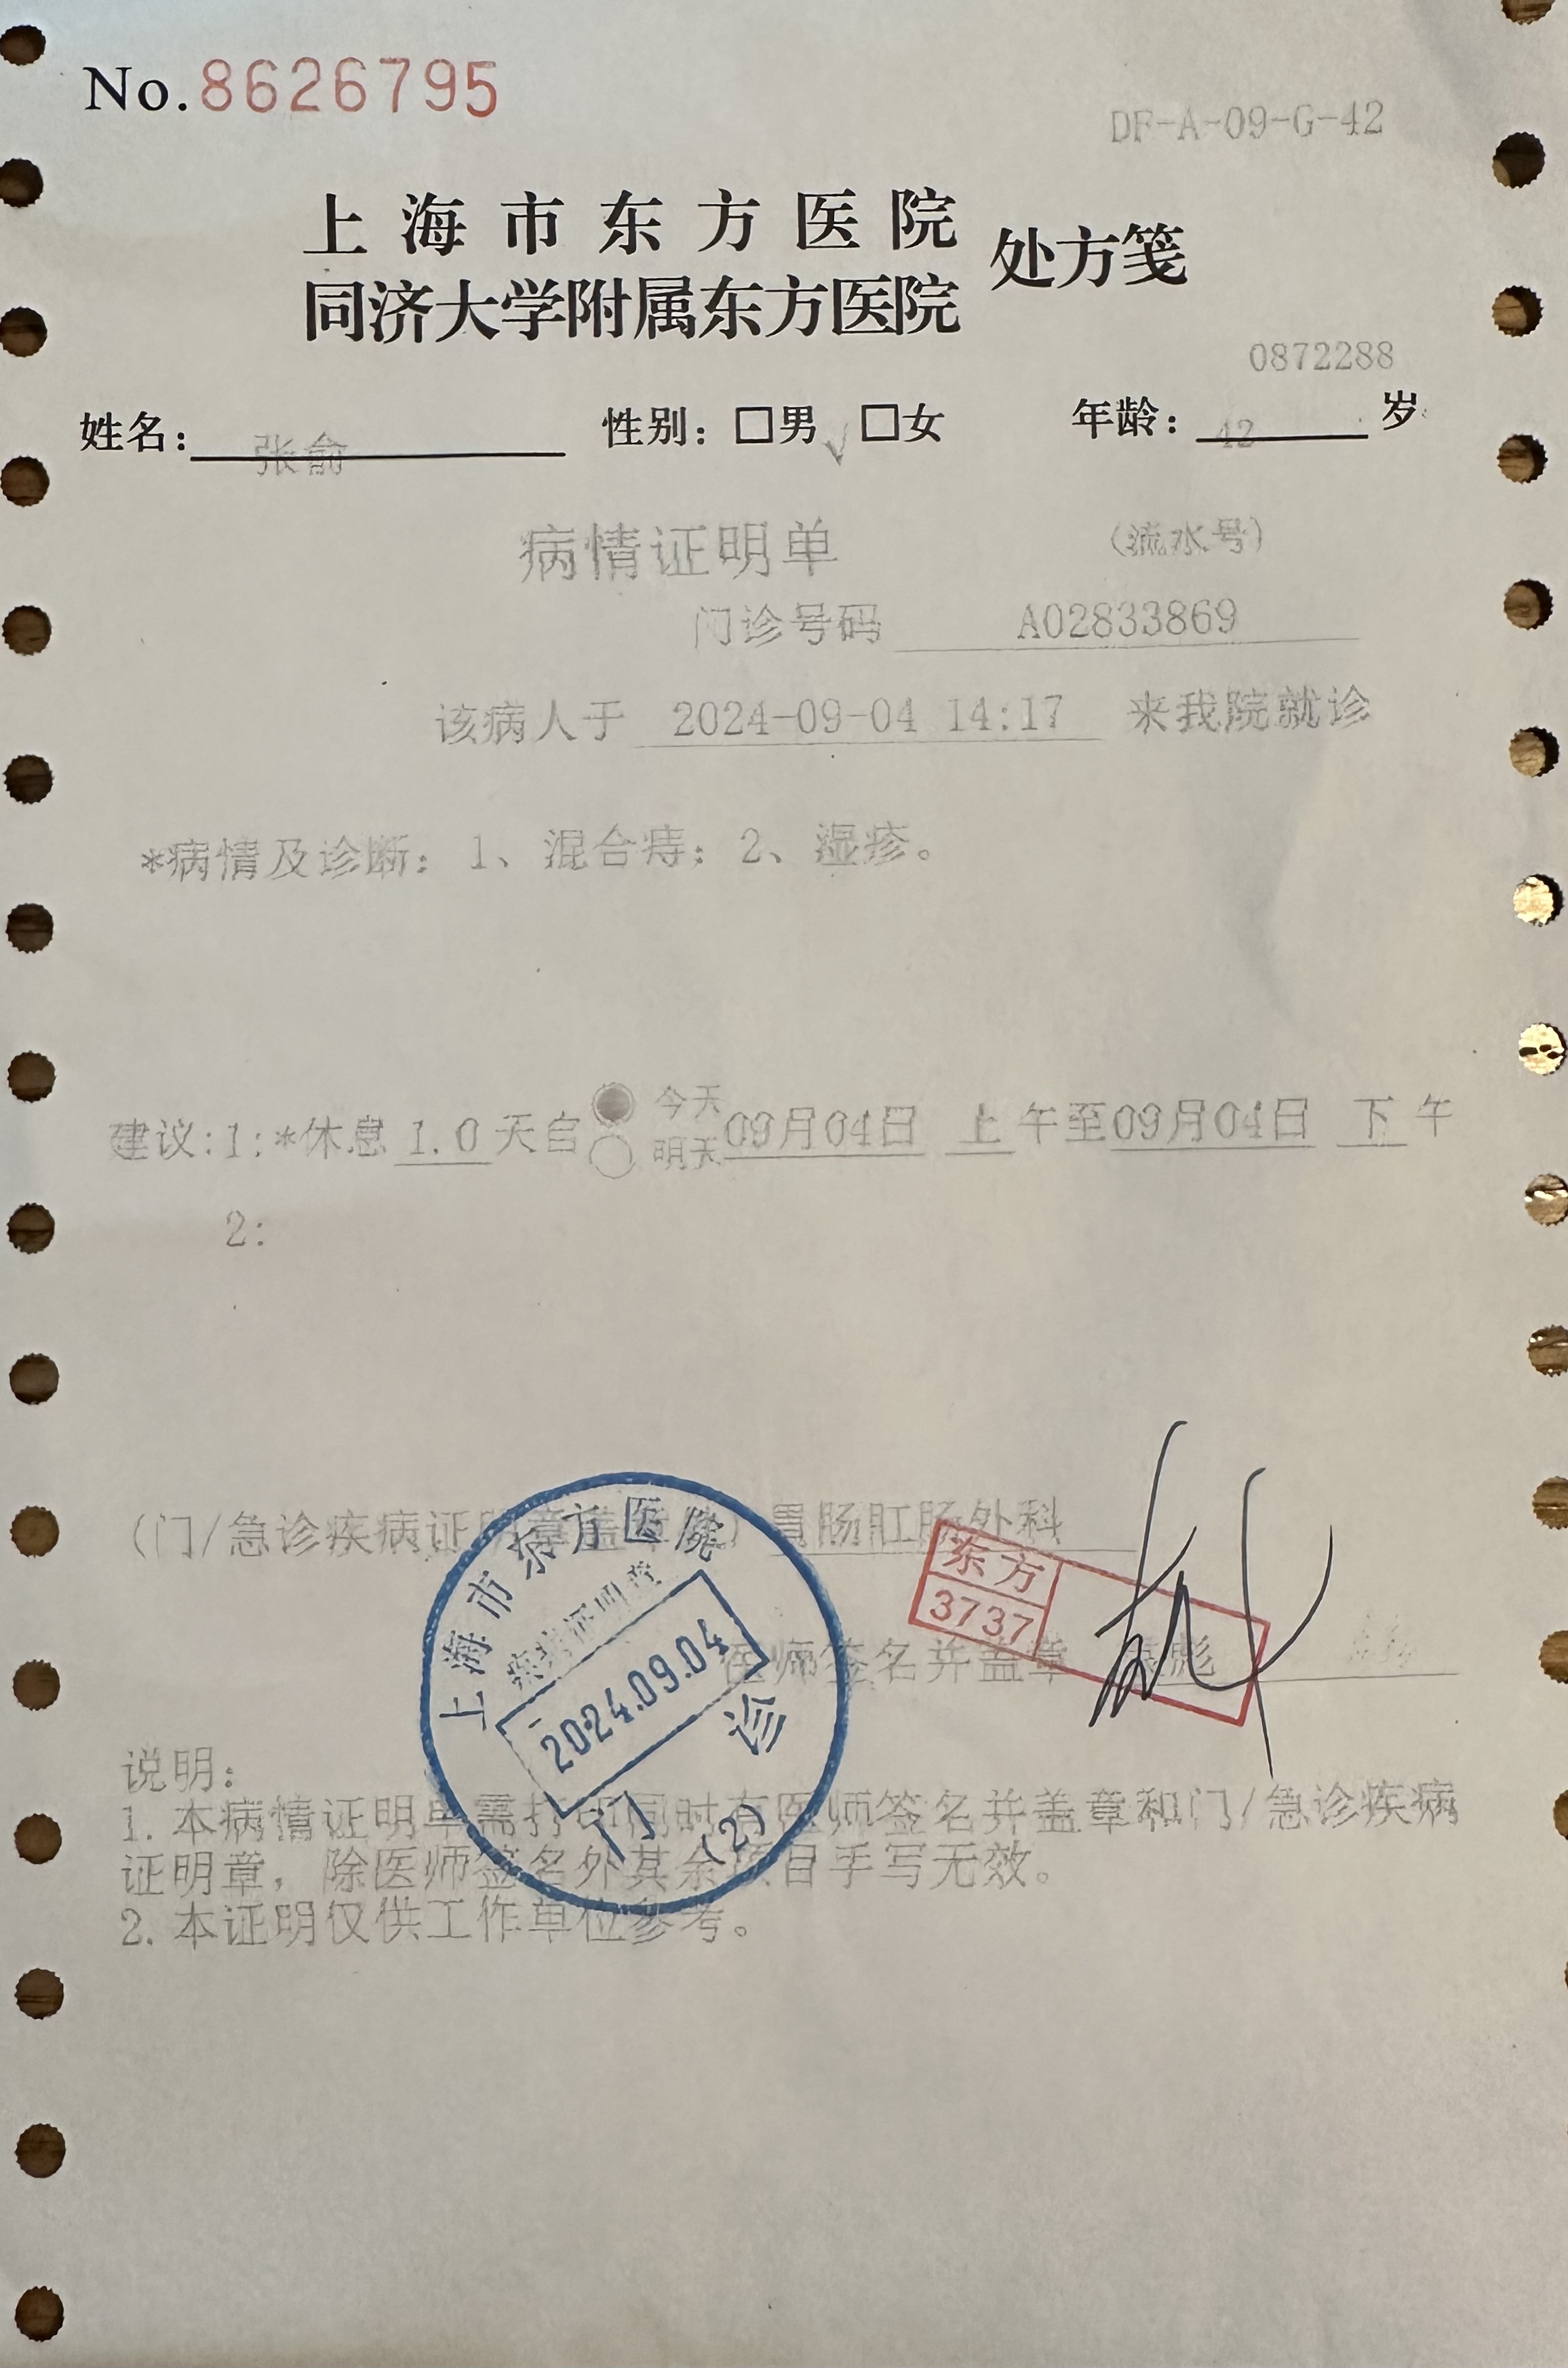 No.8626795
DF-A-09-G-42
上海市东方医院
同济大学附属东方医院
处方笺
0872288
姓名: 张俞 性别: □男 √ □女 年龄: 42 岁
病情证明单 (流水号)
门诊号码 A02833869
该病人于 2024-09-04 14:17 来我院就诊
*病情及诊断: 1、混合痔; 2、湿疹。
建议:1:*休息 1.0 天自 今天 明天 09月04日 上 午至09月04日 下 午
2:
(门/急诊疾病证明章盖章处) 胃肠肛肠外科
上海市东方医院
疾病证明章
2024.09.04
门诊
(2)
东方
3737
医师签名并盖章
说明:
1. 本病情证明单需打印同时有医师签名并盖章和门/急诊疾病
证明章, 除医师签名外其余项目手写无效。
2. 本证明仅供工作单位参考。